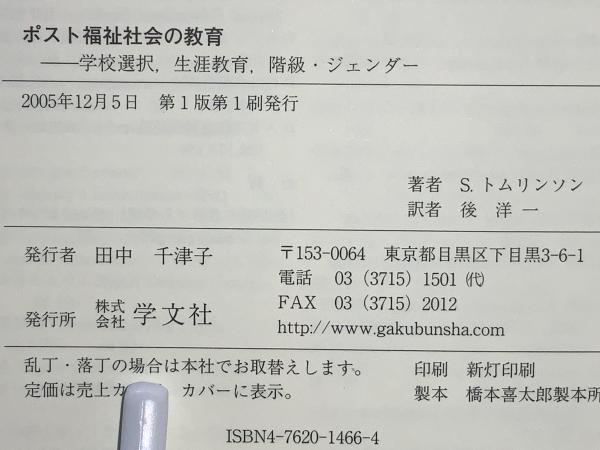 ポスト福祉社会の教育
――学校選択，生涯教育，階級・ジェンダー
2005年12月5日　第1版第1刷発行
著者　S. トムリンソン
訳者　後　洋一
発行者　田中　千津子
〒153-0064　東京都目黒区下目黒3-6-1
電話　03 (3715) 1501 ㈹
FAX　03 (3715) 2012
http://www.gakubunsha.com
発行所　株式会社 学文社
乱丁・落丁の場合は本社でお取替えします。
定価は売上カ　カバーに表示。
印刷　新灯印刷
製本　橋本喜太郎製本所
ISBN4-7620-1466-4